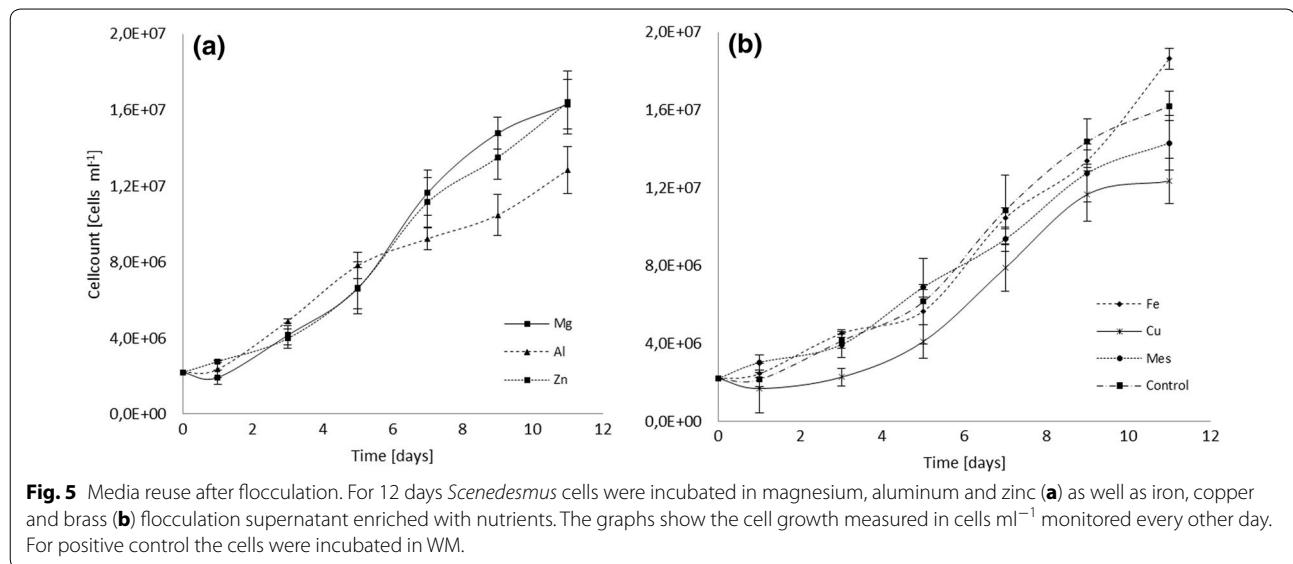 (a)
2,0E+07
1,6E+07
1,2E+07
8,0E+06
4,0E+06
0,0E+00
Cellcount [Cells ml-1]
Mg
Al
Zn
0 2 4 6 8 10 12
Time [days]
(b)
2,0E+07
1,6E+07
1,2E+07
8,0E+06
4,0E+06
0,0E+00
Fe
Cu
Mes
Control
0 2 4 6 8 10 12
Time [days]
Fig. 5 Media reuse after flocculation. For 12 days Scenedesmus cells were incubated in magnesium, aluminum and zinc (a) as well as iron, copper
and brass (b) flocculation supernatant enriched with nutrients. The graphs show the cell growth measured in cells ml−1 monitored every other day.
For positive control the cells were incubated in WM.